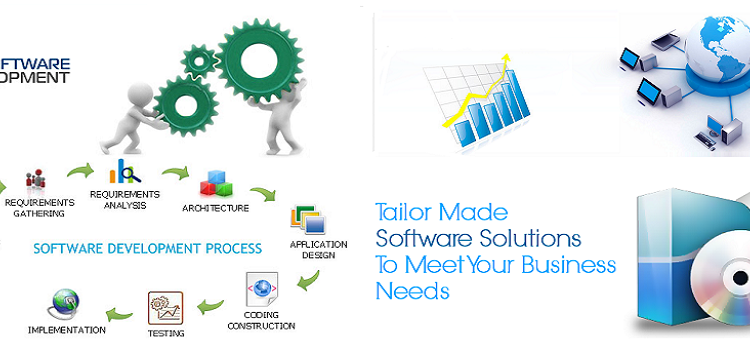 SOFTWARE
OPMENT
REQUIREMENTS
GATHERING
REQUIREMENTS
ANALYSIS
ARCHITECTURE
APPLICATION
DESIGN
SOFTWARE DEVELOPMENT PROCESS
CODING
CONSTRUCTION
TESTING
IMPLEMENTATION
Tailor Made
Software Solutions
To Meet Your Business
Needs